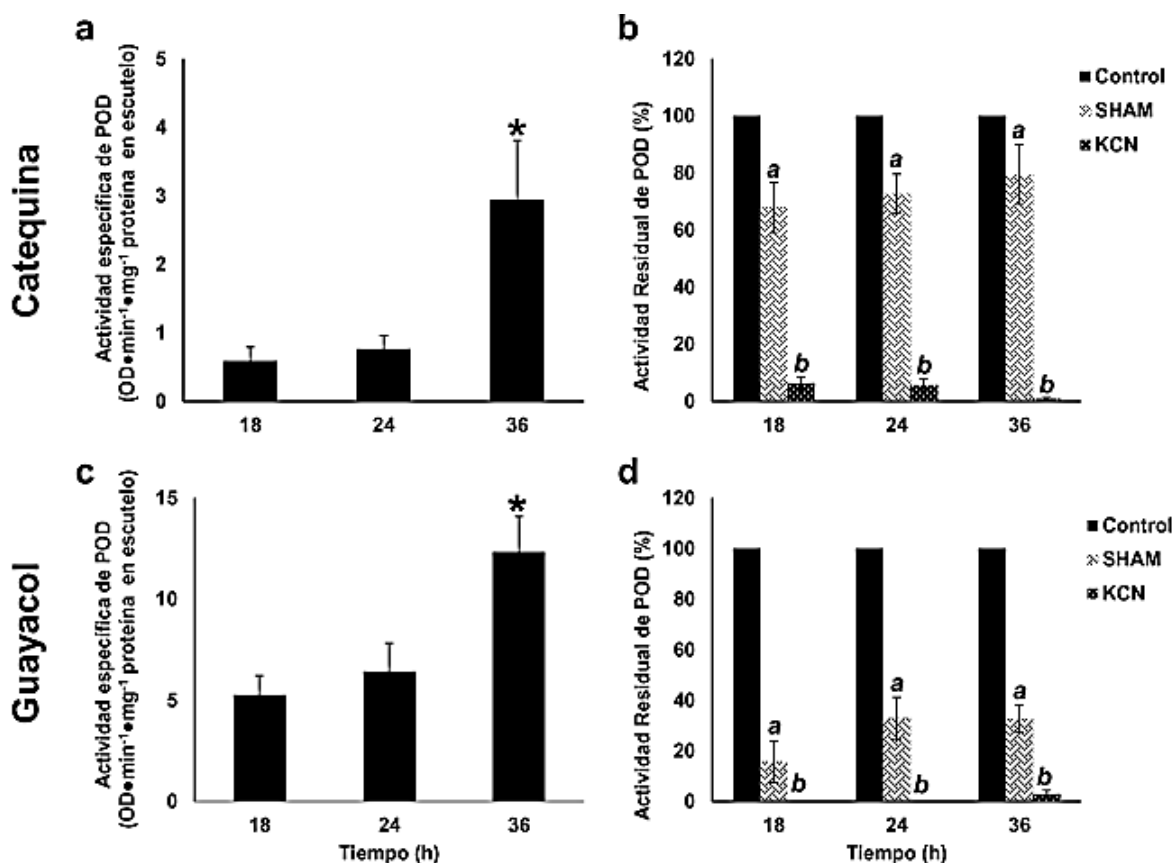 a
Catequina
Actividad específica de POD
(OD●min⁻¹●mg⁻¹ proteína en escutelo)
5
4
3
2
1
0
*
18 24 36
b
Actividad Residual de POD (%)
120
100
80
60
40
20
0
a a a
b b b
18 24 36
Control
SHAM
KCN
c
Guayacol
Actividad específica de POD
(OD●min⁻¹●mg⁻¹ proteína en escutelo)
15
10
5
0
*
18 24 36
Tiempo (h)
d
Actividad Residual de POD (%)
120
100
80
60
40
20
0
a a a
b b b
18 24 36
Tiempo (h)
Control
SHAM
KCN